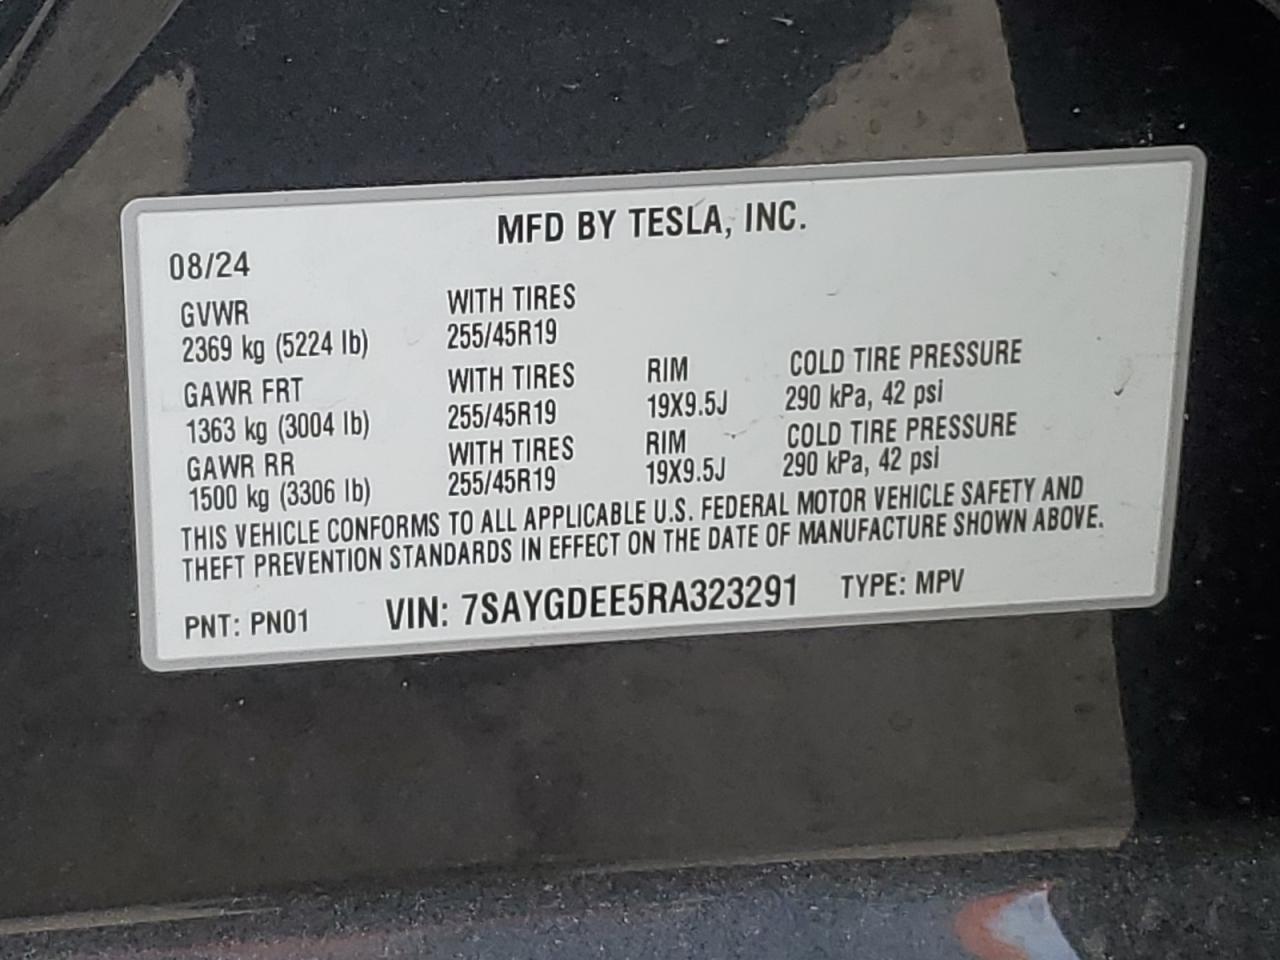 MFD BY TESLA, INC.
08/24
GVWR WITH TIRES
2369 kg (5224 lb) 255/45R19
GAWR FRT WITH TIRES RIM COLD TIRE PRESSURE
1363 kg (3004 lb) 255/45R19 19X9.5J 290 kPa, 42 psi
GAWR RR WITH TIRES RIM COLD TIRE PRESSURE
1500 kg (3306 lb) 255/45R19 19X9.5J 290 kPa, 42 psi
THIS VEHICLE CONFORMS TO ALL APPLICABLE U.S. FEDERAL MOTOR VEHICLE SAFETY AND
THEFT PREVENTION STANDARDS IN EFFECT ON THE DATE OF MANUFACTURE SHOWN ABOVE.
PNT: PN01 VIN: 7SAYGDEE5RA323291 TYPE: MPV